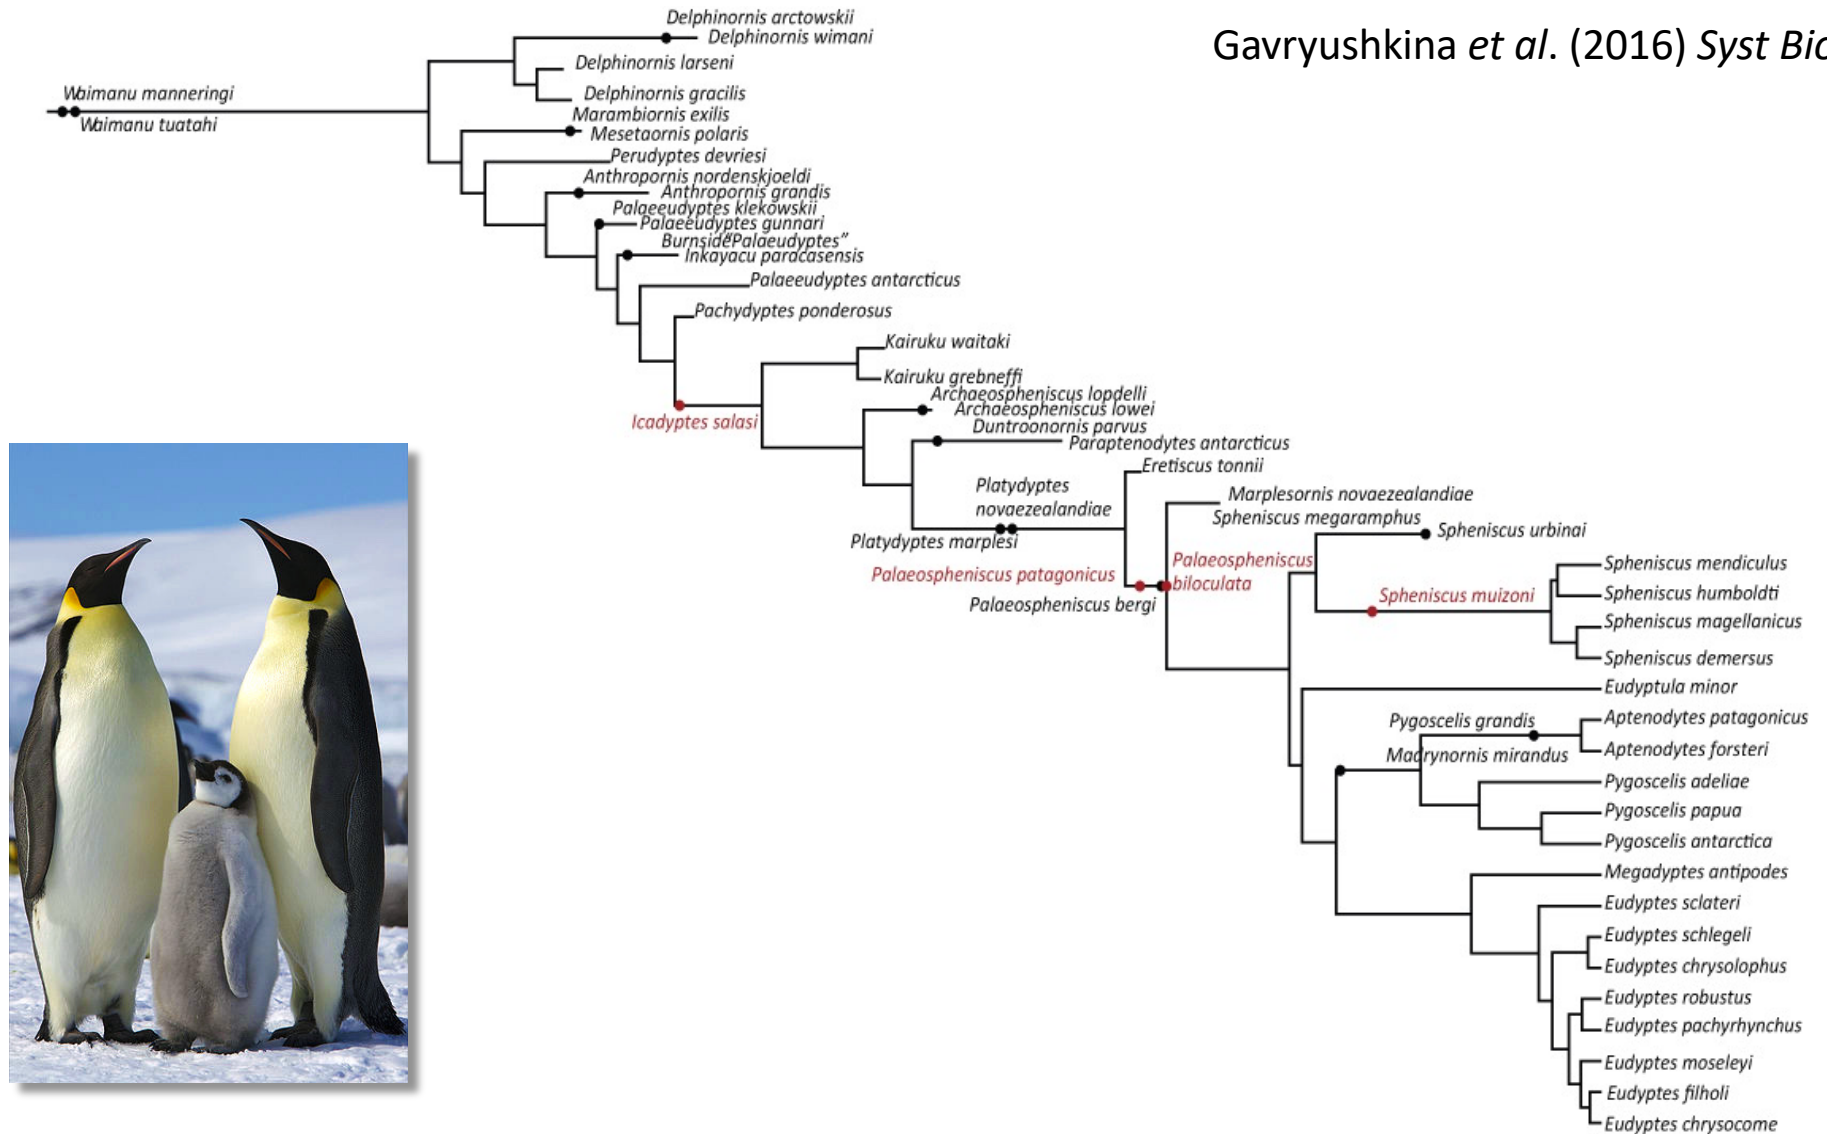 Gavryushkina et al. (2016) Syst Bio
Delphinornis arctowskii
Delphinornis wimani
Delphinornis larseni
Delphinornis gracilis
Waimanu manneringi
Waimanu tuatahi
Marambiornis exilis
Mesetaornis polaris
Perudyptes devriesi
Anthropornis nordenskjoeldi
Anthropornis grandis
Palaeeudyptes klekowskii
Palaeeudyptes gunnari
Burnside"Palaeudyptes"
Inkayacu paracasensis
Palaeeudyptes antarcticus
Pachydyptes ponderosus
Kairuku waitaki
Kairuku grebneffi
Icadyptes salasi
Archaeospheniscus lopdelli
Archaeospheniscus lowei
Duntroonornis parvus
Paraptenodytes antarcticus
Eretiscus tonnii
Platydyptes
novaezealandiae
Platydyptes marplesi
Marplesornis novaezealandiae
Spheniscus megaramphus
Spheniscus urbinai
Palaeospheniscus patagonicus
Palaeospheniscus
biloculata
Palaeospheniscus bergi
Spheniscus muizoni
Spheniscus mendiculus
Spheniscus humboldti
Spheniscus magellanicus
Spheniscus demersus
Eudyptula minor
Pygoscelis grandis
Aptenodytes patagonicus
Madrynornis mirandus
Aptenodytes forsteri
Pygoscelis adeliae
Pygoscelis papua
Pygoscelis antarctica
Megadyptes antipodes
Eudyptes sclateri
Eudyptes schlegeli
Eudyptes chrysolophus
Eudyptes robustus
Eudyptes pachyrhynchus
Eudyptes moseleyi
Eudyptes filholi
Eudyptes chrysocome